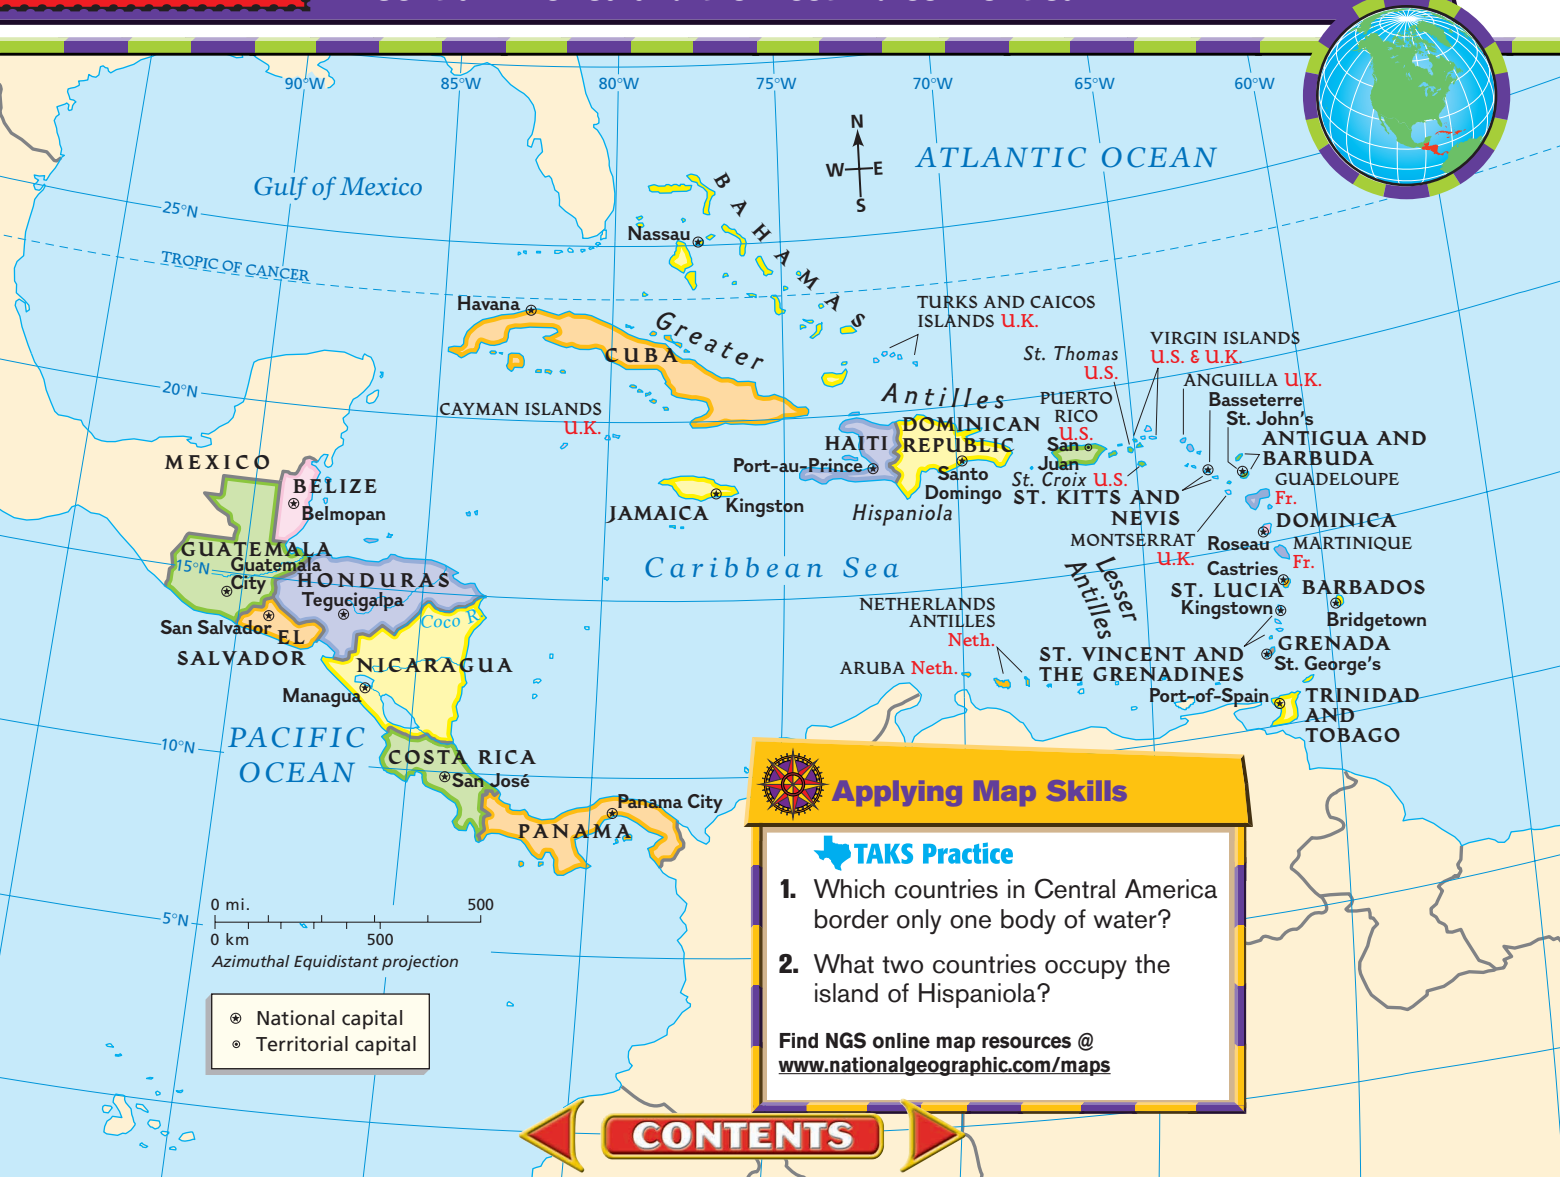 90°W
85°W
80°W
75°W
70°W
65°W
60°W
N
W E
S
ATLANTIC OCEAN
Gulf of Mexico
25°N
BAHAMAS
Nassau
TROPIC OF CANCER
Havana
Greater
CUBA
TURKS AND CAICOS
ISLANDS U.K.
VIRGIN ISLANDS
U.S. & U.K.
St. Thomas
U.S.
ANGUILLA U.K.
20°N
Antilles
PUERTO
RICO
U.S.
Basseterre
St. John's
CAYMAN ISLANDS
U.K.
HAITI
DOMINICAN
REPUBLIC
San
Juan
ANTIGUA AND
BARBUDA
MEXICO
Port-au-Prince
Santo
Domingo
St. Croix U.S.
GUADELOUPE
Fr.
BELIZE
Belmopan
JAMAICA
Kingston
Hispaniola
ST. KITTS AND
NEVIS
DOMINICA
Roseau
MONTSERRAT
U.K.
MARTINIQUE
Fr.
GUATEMALA
15°N
Guatemala
City
HONDURAS
Tegucigalpa
Caribbean Sea
Lesser
Antilles
Castries
ST. LUCIA
BARBADOS
Kingstown
Bridgetown
Coco R.
San Salvador
EL
SALVADOR
NETHERLANDS
ANTILLES
Neth.
ARUBA Neth.
ST. VINCENT AND
THE GRENADINES
GRENADA
St. George's
NICARAGUA
Managua
Port-of-Spain
TRINIDAD
AND
TOBAGO
10°N
PACIFIC
OCEAN
COSTA RICA
San José
Panama City
PANAMA
5°N
0 mi. 500
0 km 500
Azimuthal Equidistant projection
National capital
Territorial capital
Applying Map Skills
TAKS Practice
1. Which countries in Central America
border only one body of water?
2. What two countries occupy the
island of Hispaniola?
Find NGS online map resources @
www.nationalgeographic.com/maps
CONTENTS